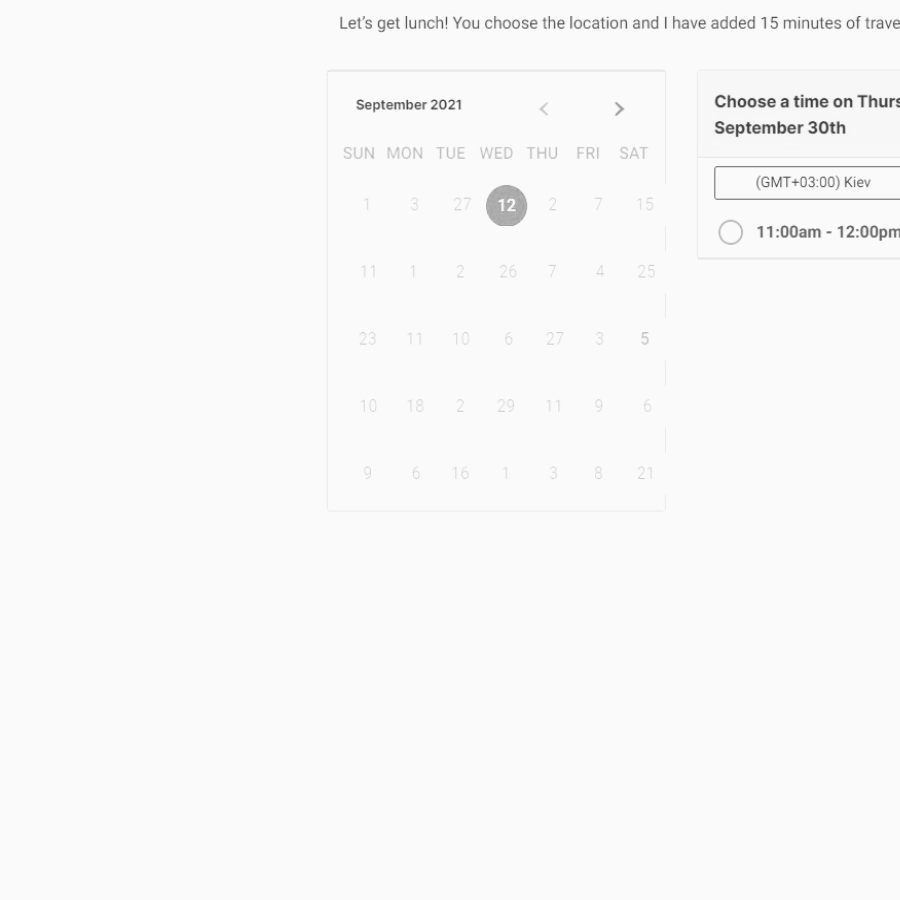 Let's get lunch! You choose the location and I have added 15 minutes of trave
September 2021
SUN MON TUE WED THU FRI SAT
1 3 27 12 2 7 15
11 1 2 26 7 4 25
23 11 10 6 27 3 5
10 18 2 29 11 9 6
9 6 16 1 3 8 21
Choose a time on Thurs
September 30th
(GMT+03:00) Kiev
11:00am - 12:00pm